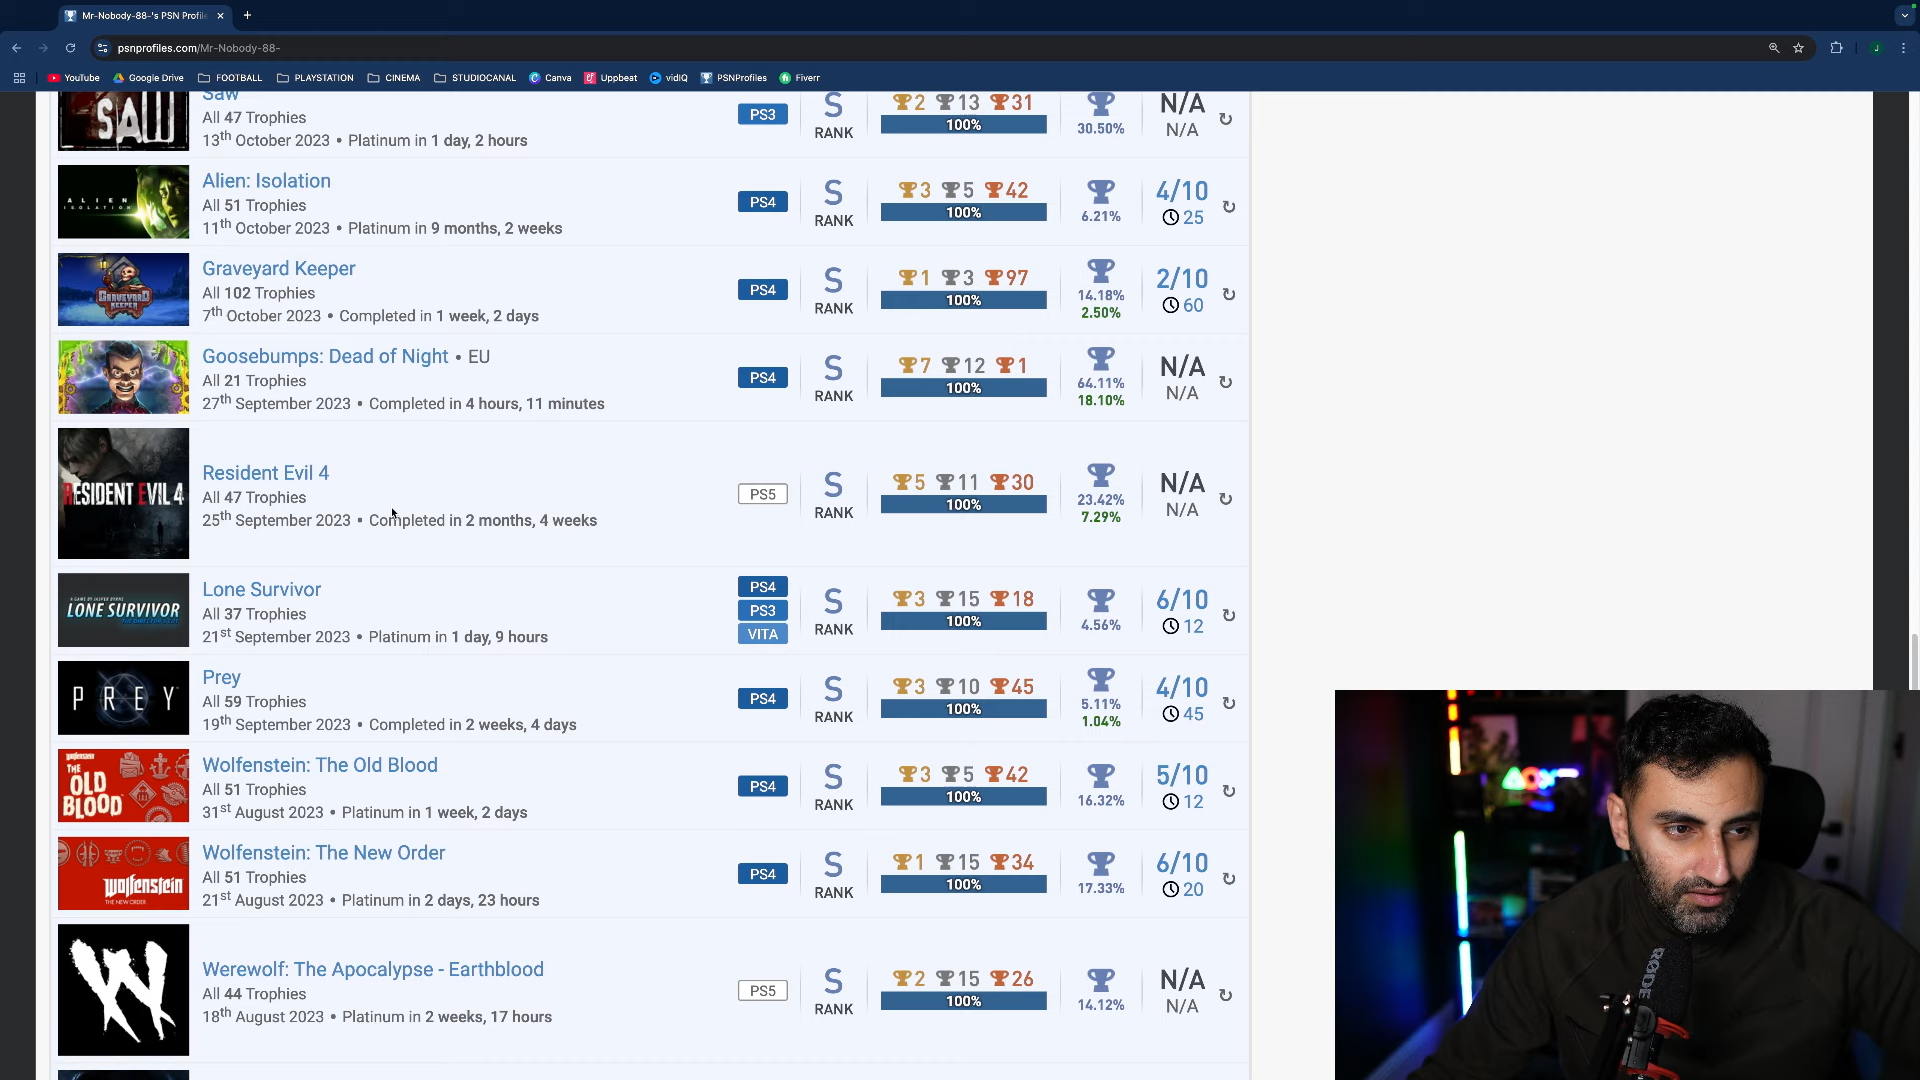 Mr-Nobody-88-'s PSN Profil
psnprofiles.com/Mr-Nobody-88-
J
YouTube Google Drive FOOTBALL PLAYSTATION CINEMA STUDIOCANAL Canva Uppbeat vidIQ PSNProfiles Fiverr
Saw
SAW
All 47 Trophies
13th October 2023 • Platinum in 1 day, 2 hours
PS3
S
RANK
2 13 31
100%
30.50%
N/A
N/A
Alien: Isolation
ALIEN
ISOLATION
All 51 Trophies
11th October 2023 • Platinum in 9 months, 2 weeks
PS4
S
RANK
3 5 42
100%
6.21%
4/10
25
Graveyard Keeper
GRAVEYARD
KEEPER
All 102 Trophies
7th October 2023 • Completed in 1 week, 2 days
PS4
S
RANK
1 3 97
100%
14.18%
2.50%
2/10
60
Goosebumps: Dead of Night • EU
All 21 Trophies
27th September 2023 • Completed in 4 hours, 11 minutes
PS4
S
RANK
7 12 1
100%
64.11%
18.10%
N/A
N/A
Resident Evil 4
RESIDENT EVIL 4
All 47 Trophies
25th September 2023 • Completed in 2 months, 4 weeks
PS5
S
RANK
5 11 30
100%
23.42%
7.29%
N/A
N/A
Lone Survivor
LONE SURVIVOR
All 37 Trophies
21st September 2023 • Platinum in 1 day, 9 hours
PS4
PS3
VITA
S
RANK
3 15 18
100%
4.56%
6/10
12
Prey
PREY
All 59 Trophies
19th September 2023 • Completed in 2 weeks, 4 days
PS4
S
RANK
3 10 45
100%
5.11%
1.04%
4/10
45
Wolfenstein: The Old Blood
Wolfenstein
THE
OLD
BLOOD
All 51 Trophies
31st August 2023 • Platinum in 1 week, 2 days
PS4
S
RANK
3 5 42
100%
16.32%
5/10
12
Wolfenstein: The New Order
Wolfenstein
THE NEW ORDER
All 51 Trophies
21st August 2023 • Platinum in 2 days, 23 hours
PS4
S
RANK
1 15 34
100%
17.33%
6/10
20
Werewolf: The Apocalypse - Earthblood
W
All 44 Trophies
18th August 2023 • Platinum in 2 weeks, 17 hours
PS5
S
RANK
2 15 26
100%
14.12%
N/A
N/A
RØDE